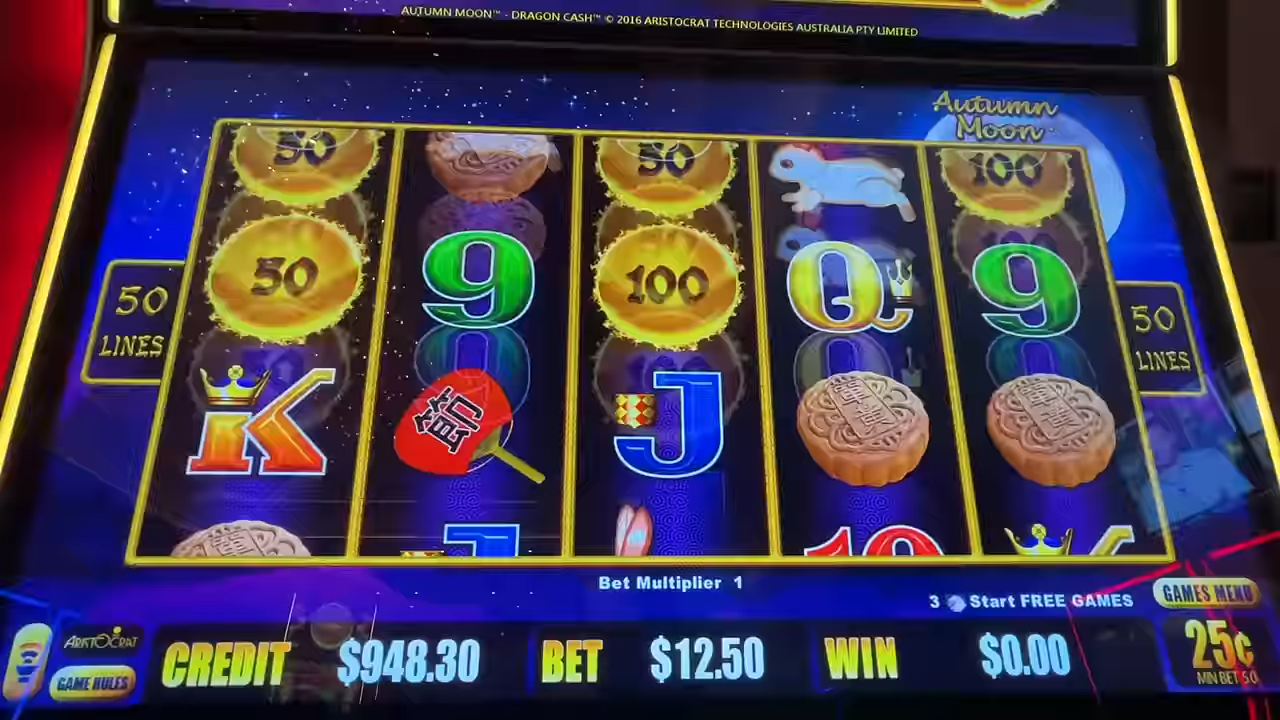 AUTUMN MOON™ - DRAGON CASH™ © 2016 ARISTOCRAT TECHNOLOGIES AUSTRALIA PTY LIMITED
Autumn
Moon
50 50 100
50 9 100 Q 9
50
LINES
50
LINES
K J
J 10 K
Bet Multiplier 1
3 Start FREE GAMES
GAMES MENU
ARISTOCRAT
GAME RULES
CREDIT $948.30 BET $12.50 WIN $0.00
25¢
MIN BET 50